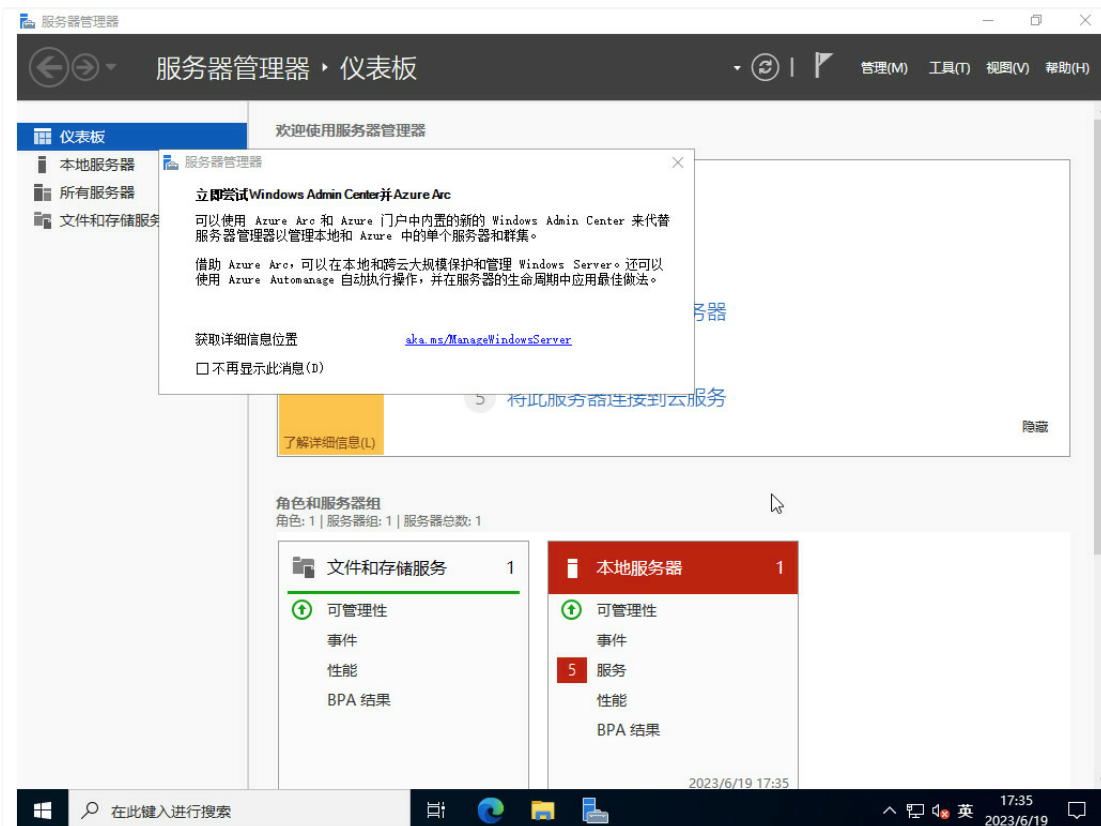 服务器管理器
服务器管理器 · 仪表板
管理(M) 工具(T) 视图(V) 帮助(H)
仪表板
本地服务器
所有服务器
文件和存储服务
欢迎使用服务器管理器
服务器管理器
立即尝试Windows Admin Center并Azure Arc
可以使用 Azure Arc 和 Azure 门户中内置的新的 Windows Admin Center 来代替
服务器管理器以管理本地和 Azure 中的单个服务器和群集。
借助 Azure Arc，可以在本地和跨云大规模保护和管理 Windows Server。还可以
使用 Azure Automanage 自动执行操作，并在服务器的生命周期中应用最佳做法。
获取详细信息位置 aka.ms/ManageWindowsServer
不再显示此消息(D)
务器
5 将此服务器连接到云服务
了解详细信息(L)
隐藏
角色和服务器组
角色: 1 | 服务器组: 1 | 服务器总数: 1
文件和存储服务 1
可管理性
事件
性能
BPA 结果
本地服务器 1
可管理性
事件
5 服务
性能
BPA 结果
2023/6/19 17:35
在此键入进行搜索
英
17:35
2023/6/19